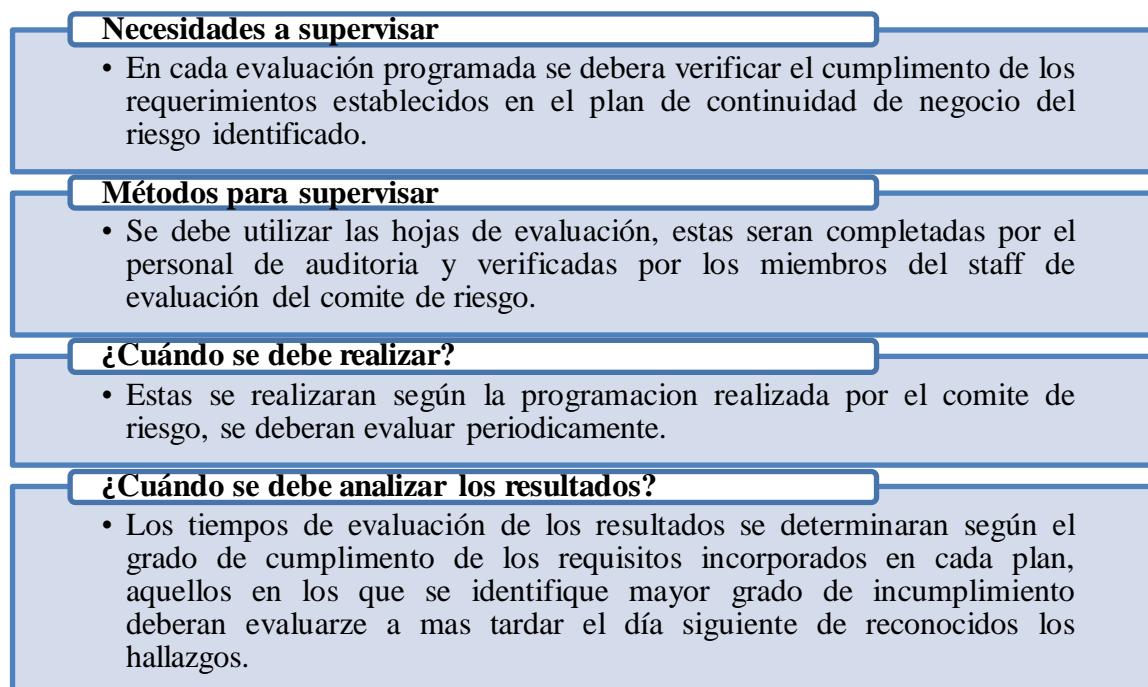 Necesidades a supervisar
• En cada evaluación programada se debera verificar el cumplimento de los
requerimientos establecidos en el plan de continuidad de negocio del
riesgo identificado.
Métodos para supervisar
• Se debe utilizar las hojas de evaluación, estas seran completadas por el
personal de auditoria y verificadas por los miembros del staff de
evaluación del comite de riesgo.
¿Cuándo se debe realizar?
• Estas se realizaran según la programacion realizada por el comite de
riesgo, se deberan evaluar periodicamente.
¿Cuándo se debe analizar los resultados?
• Los tiempos de evaluación de los resultados se determinaran según el
grado de cumplimento de los requisitos incorporados en cada plan,
aquellos en los que se identifique mayor grado de incumplimiento
deberan evaluarze a mas tardar el día siguiente de reconocidos los
hallazgos.